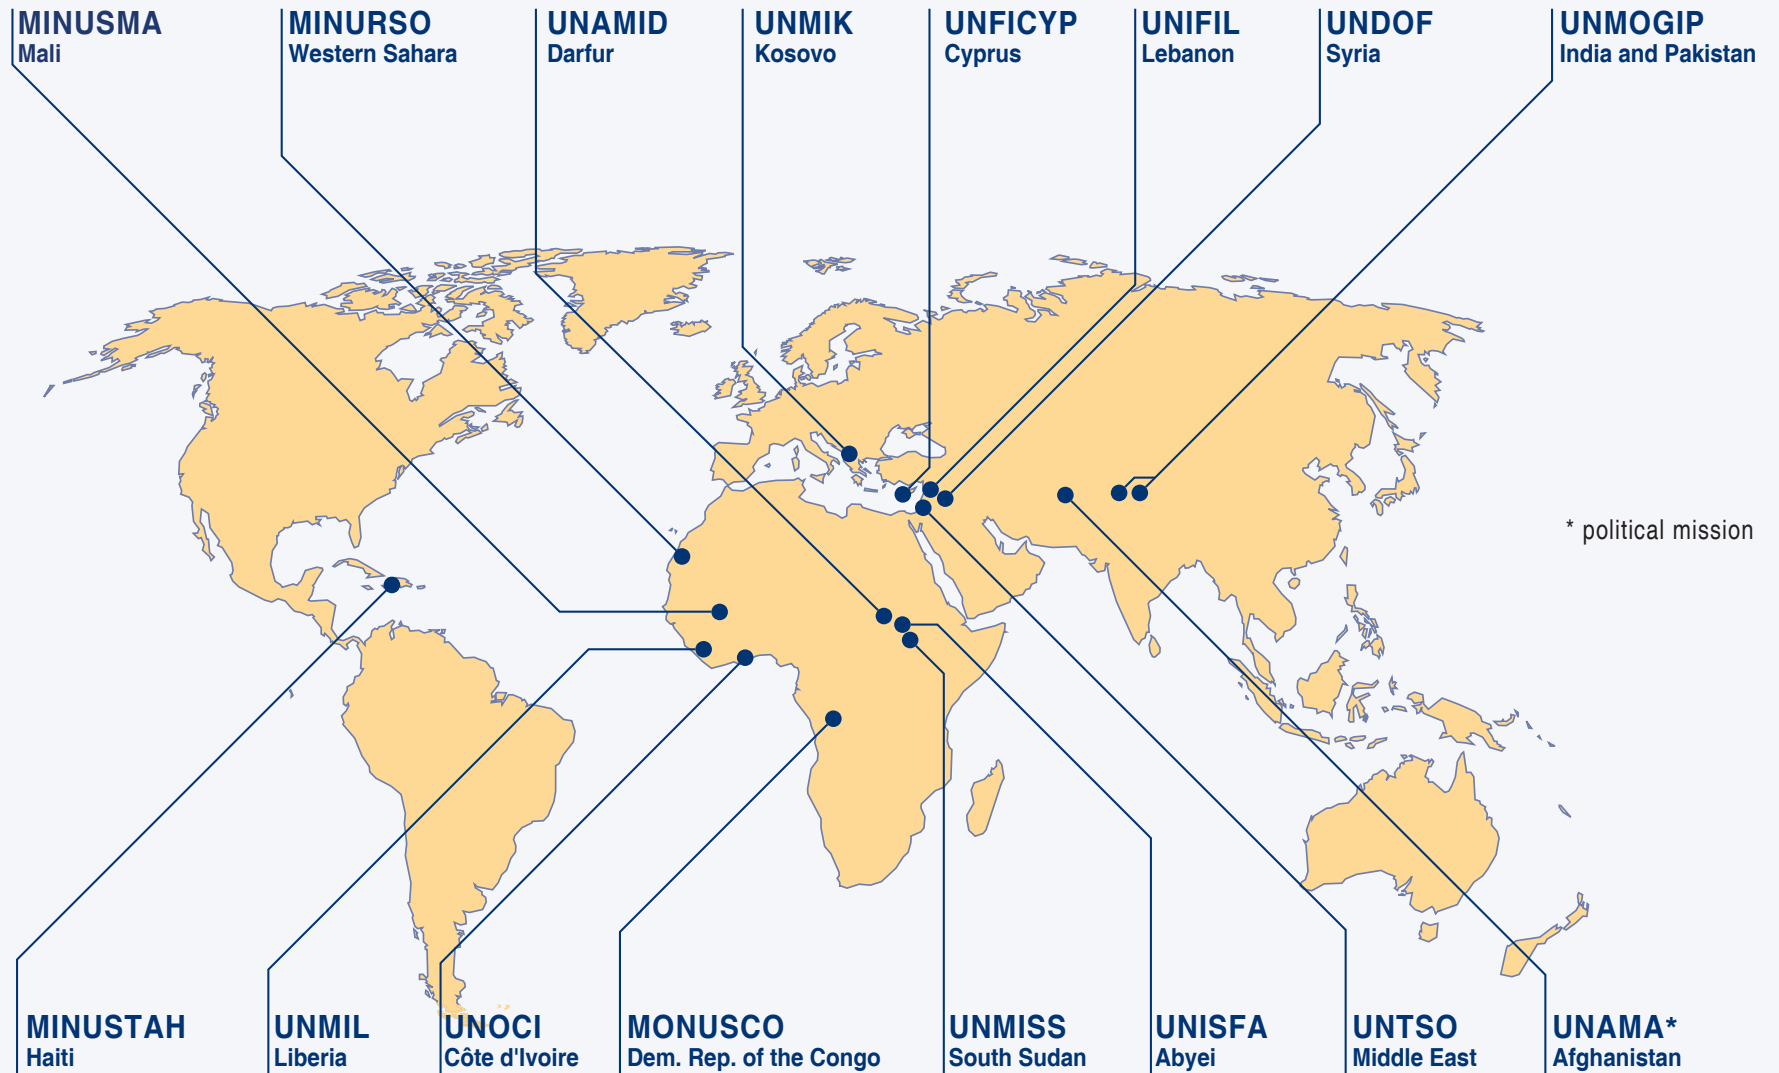 MINUSMA
Mali
MINURSO
Western Sahara
UNAMID
Darfur
UNMIK
Kosovo
UNFICYP
Cyprus
UNIFIL
Lebanon
UNDOF
Syria
UNMOGIP
India and Pakistan
* political mission
MINUSTAH
Haiti
UNMIL
Liberia
UNOCI
Côte d'Ivoire
MONUSCO
Dem. Rep. of the Congo
UNMISS
South Sudan
UNISFA
Abyei
UNTSO
Middle East
UNAMA*
Afghanistan